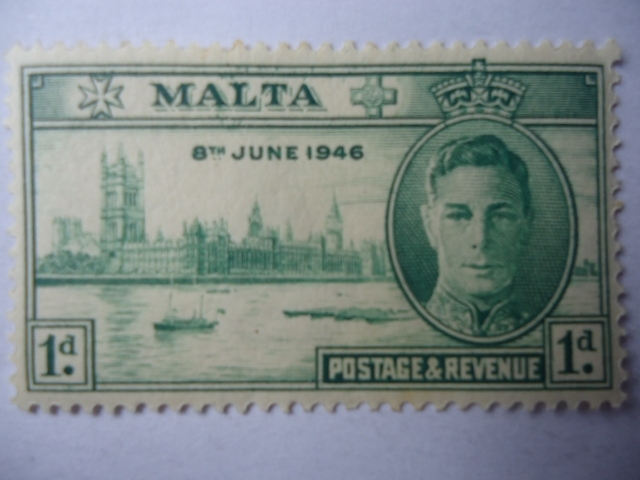 MALTA
8TH JUNE 1946
1d.
POSTAGE & REVENUE
1d.